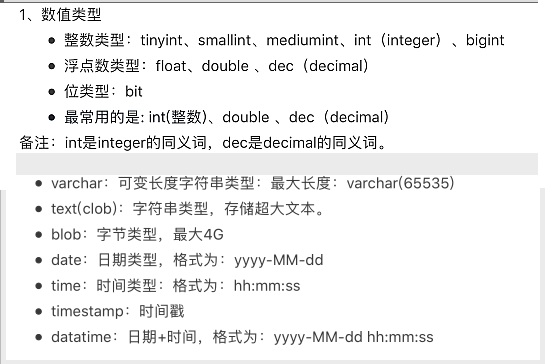 1、数值类型
• 整数类型：tinyint、smallint、mediumint、int（integer）、bigint
• 浮点数类型：float、double 、dec（decimal）
• 位类型：bit
• 最常用的是: int(整数)、double 、dec（decimal）
备注：int是integer的同义词，dec是decimal的同义词。
• varchar：可变长度字符串类型：最大长度：varchar(65535)
• text(clob)：字符串类型，存储超大文本。
• blob：字节类型，最大4G
• date：日期类型，格式为：yyyy-MM-dd
• time：时间类型，格式为：hh:mm:ss
• timestamp：时间戳
• datatime：日期+时间，格式为：yyyy-MM-dd hh:mm:ss